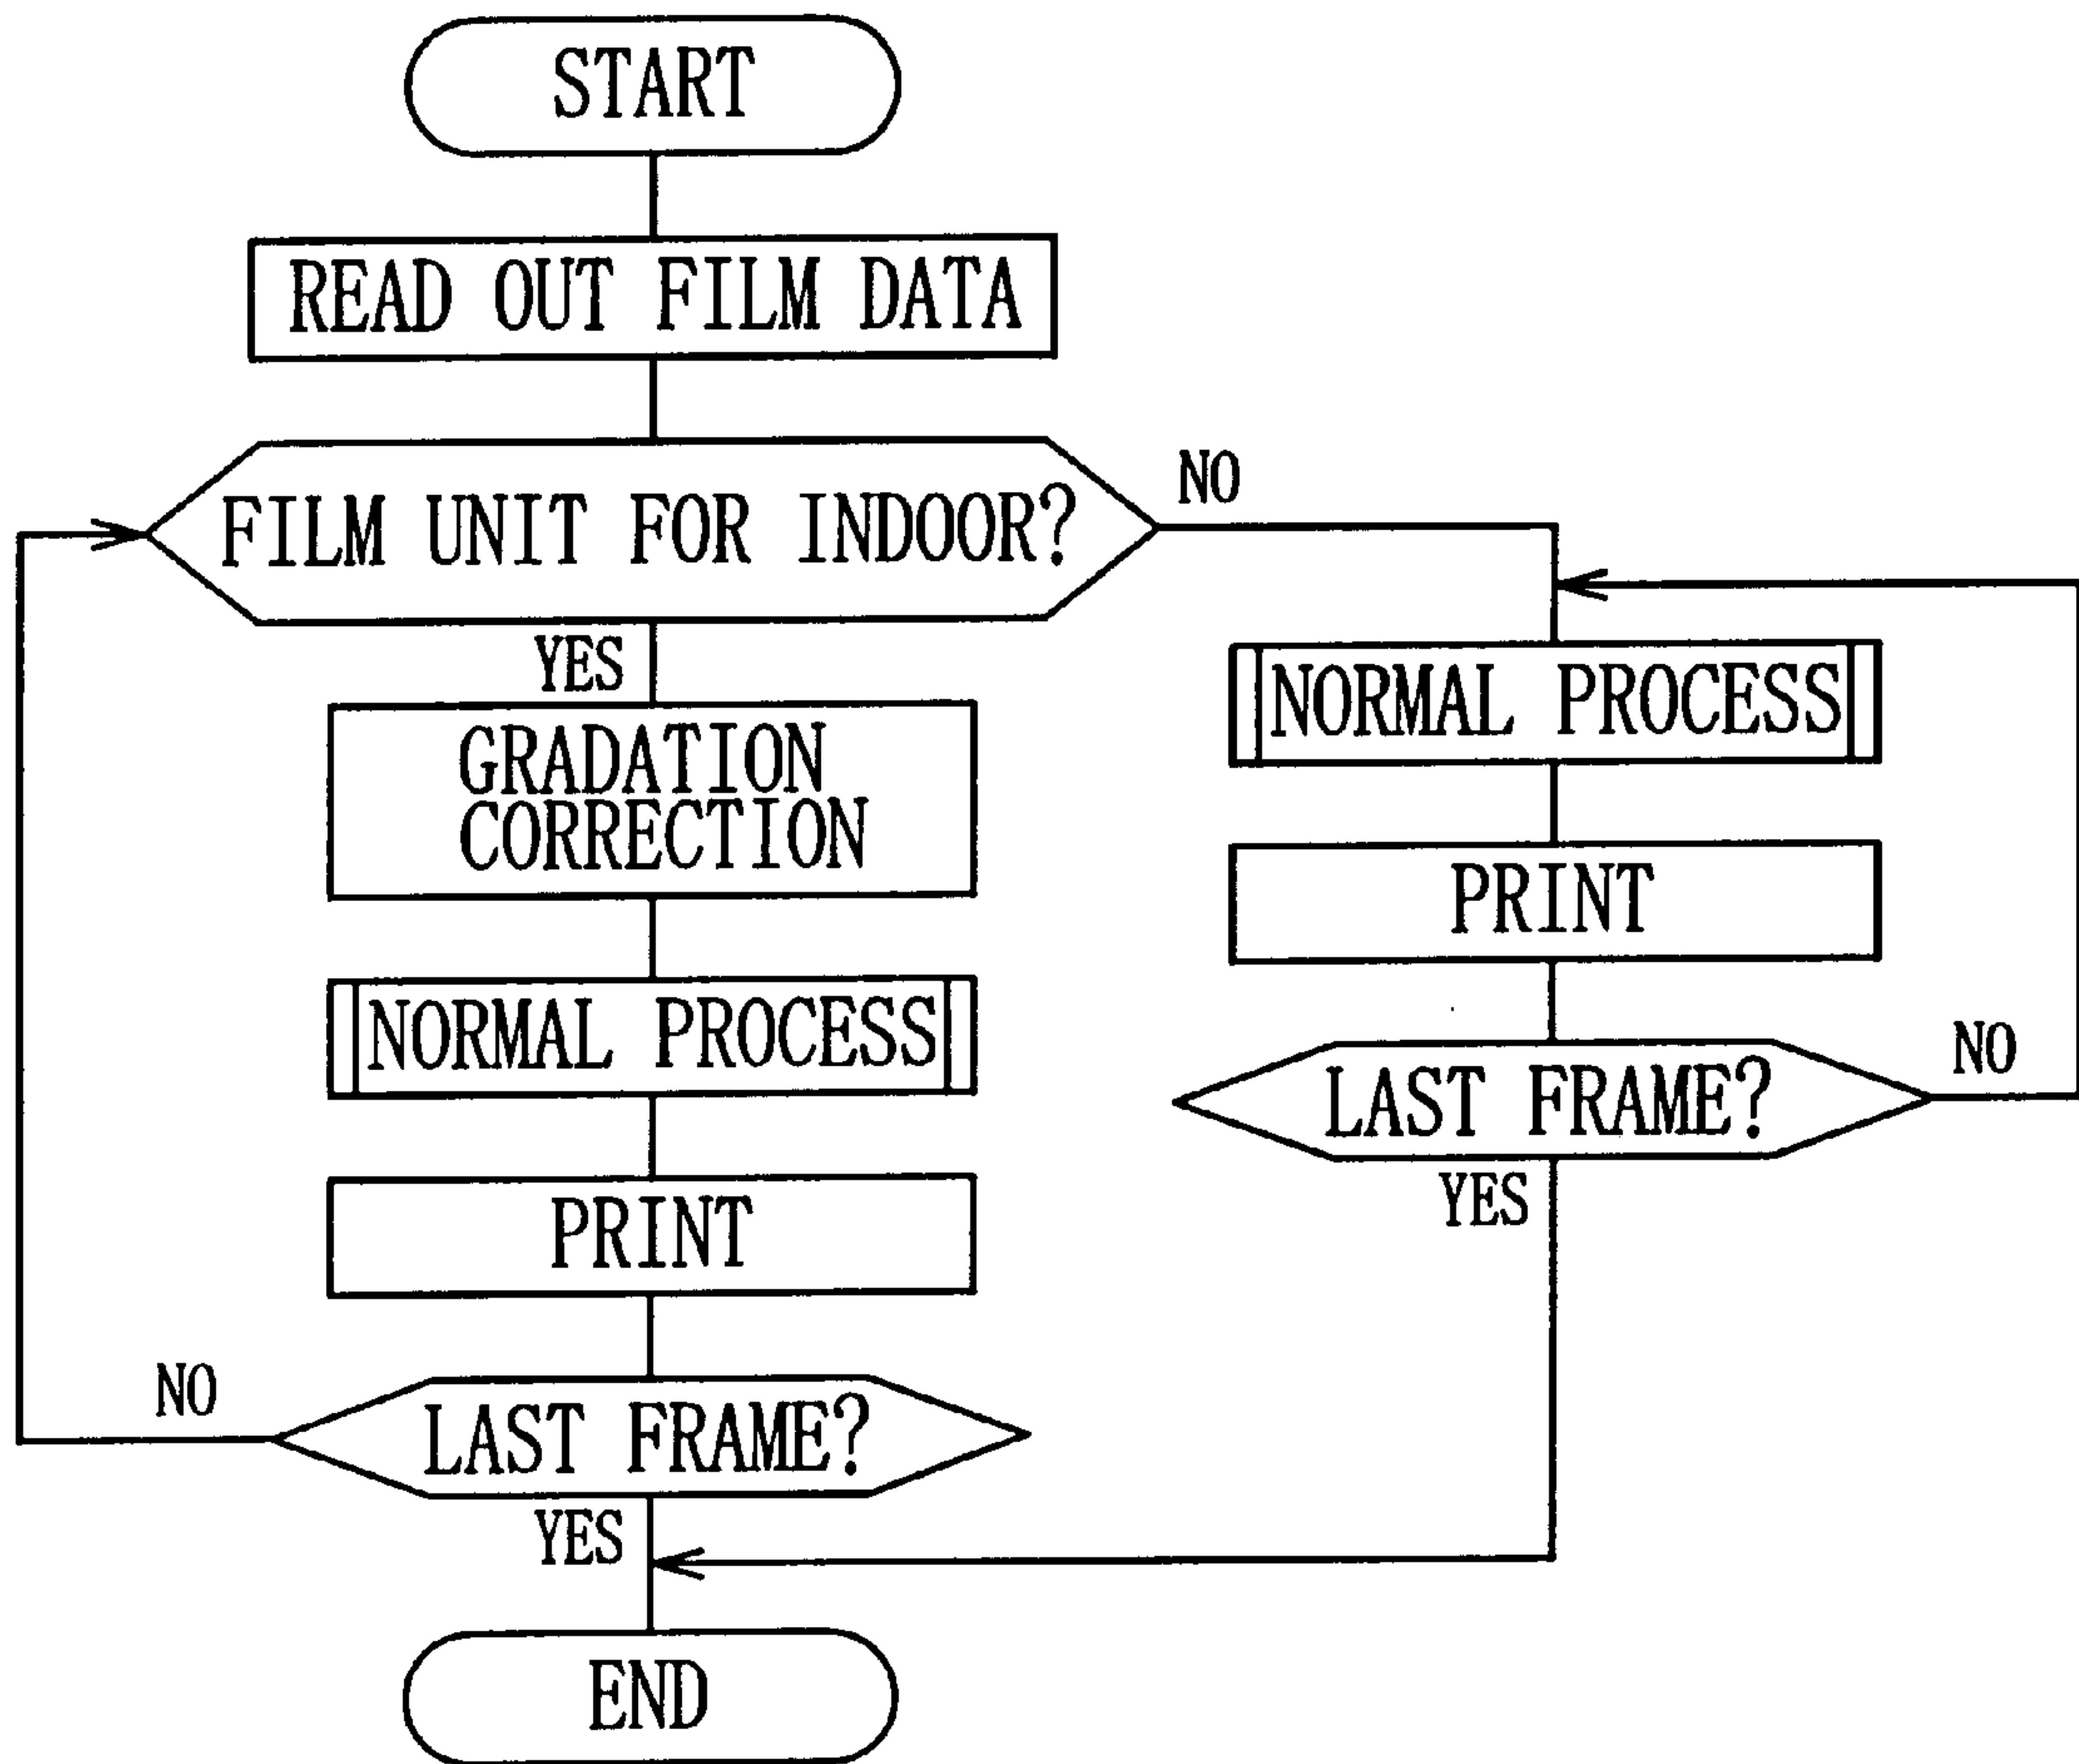 START
READ OUT FILM DATA
FILM UNIT FOR INDOOR?
NO
YES
GRADATION
CORRECTION
NORMAL PROCESS
PRINT
LAST FRAME?
NO
YES
NORMAL PROCESS
PRINT
LAST FRAME?
NO
YES
END